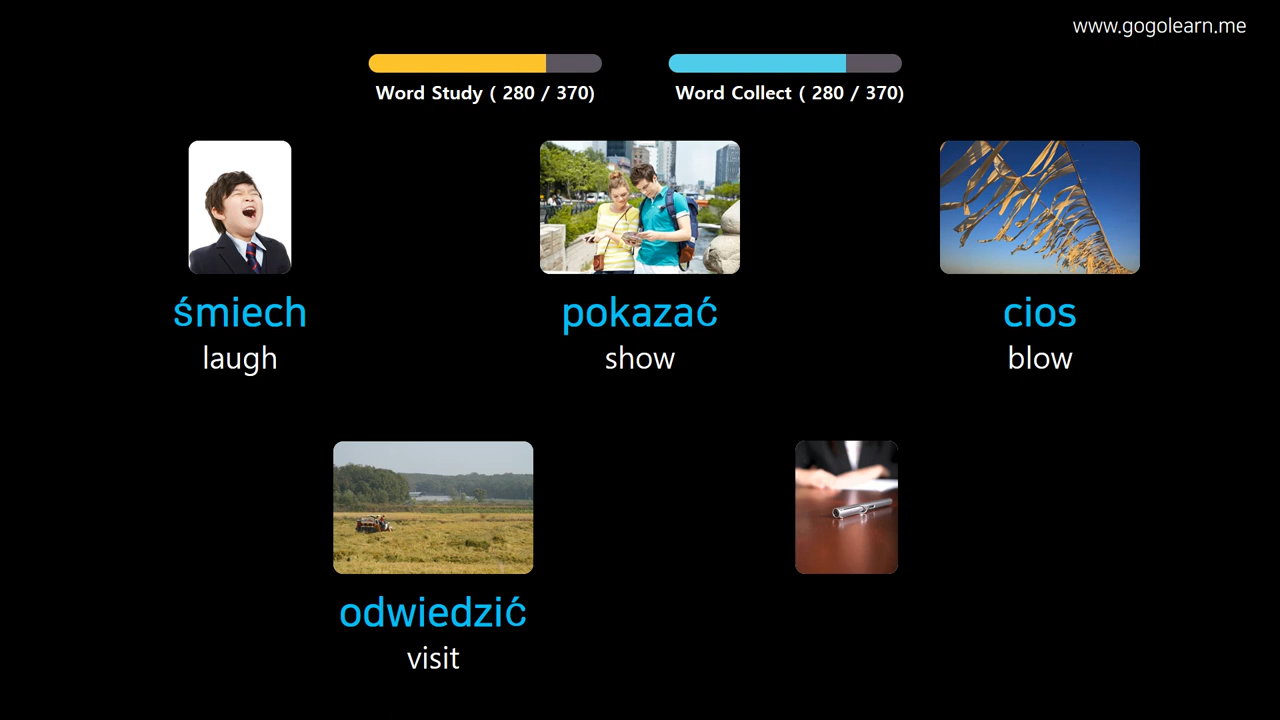 www.gogolearn.me
Word Study ( 280 / 370)
Word Collect ( 280 / 370)
śmiech
laugh
pokazać
show
cios
blow
odwiedzić
visit